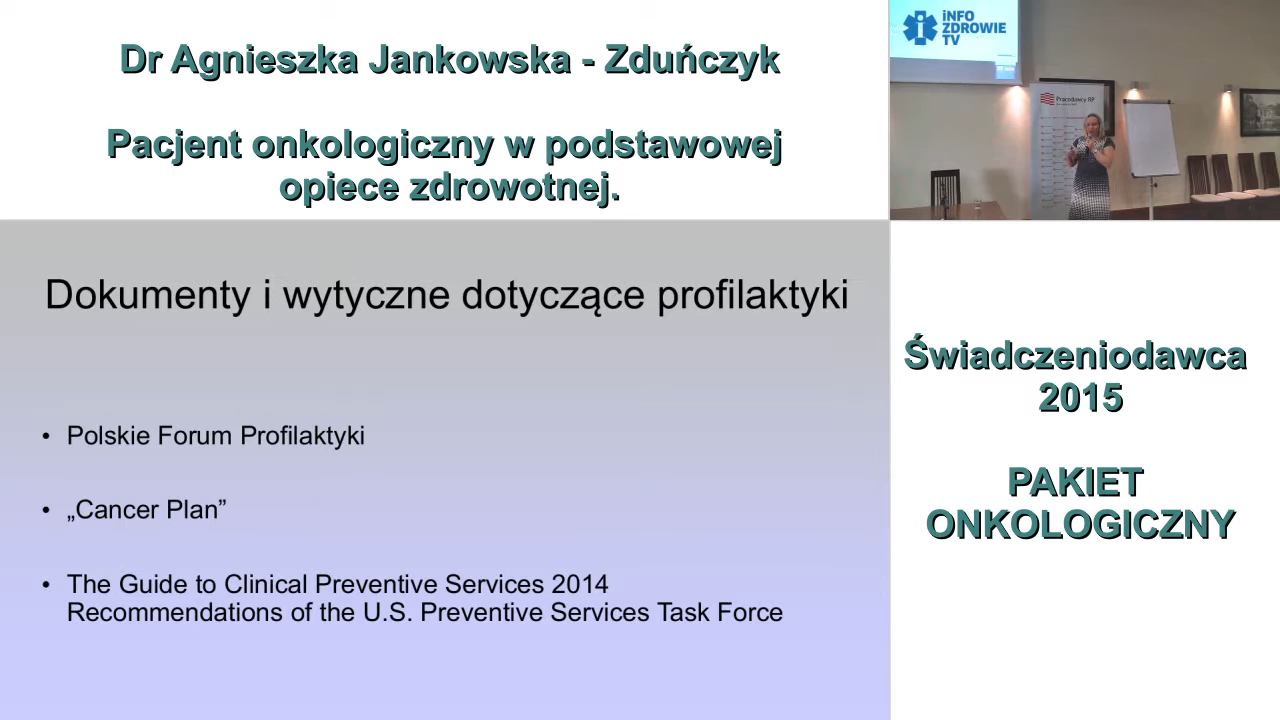 Dr Agnieszka Jankowska - Zduńczyk
Pacjent onkologiczny w podstawowej
opiece zdrowotnej.
iNFO
ZDROWIE
TV
Pracodawcy RP
Dokumenty i wytyczne dotyczące profilaktyki
• Polskie Forum Profilaktyki
• „Cancer Plan”
• The Guide to Clinical Preventive Services 2014
Recommendations of the U.S. Preventive Services Task Force
Świadczeniodawca
2015
PAKIET
ONKOLOGICZNY